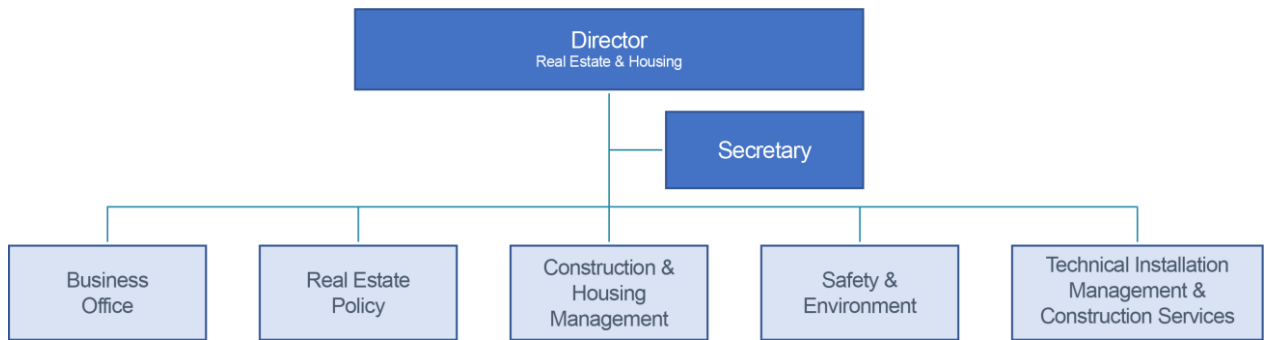 Director
Real Estate & Housing
Secretary
Business
Office
Real Estate
Policy
Construction &
Housing
Management
Safety &
Environment
Technical Installation
Management &
Construction Services